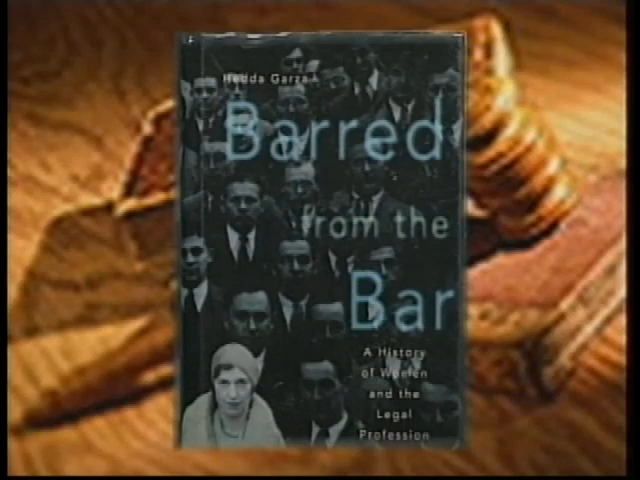 Hedda Garza
Barred
from the
Bar
A History
of Women
and the
Legal
Profession